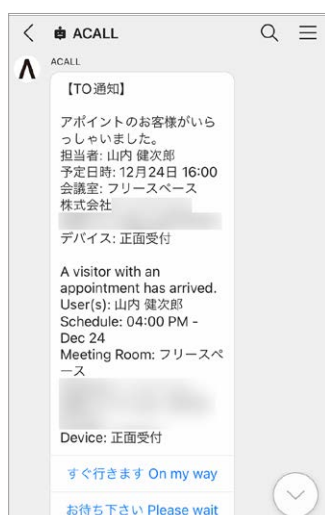 ACALL
ACALL
【TO通知】
アポイントのお客様がいら
っしゃいました。
担当者: 山内 健次郎
予定日時: 12月24日 16:00
会議室: フリースペース
株式会社
デバイス: 正面受付
A visitor with an
appointment has arrived.
User(s): 山内 健次郎
Schedule: 04:00 PM -
Dec 24
Meeting Room: フリースペ
ース
Device: 正面受付
すぐ行きます On my way
お待ち下さい Please wait